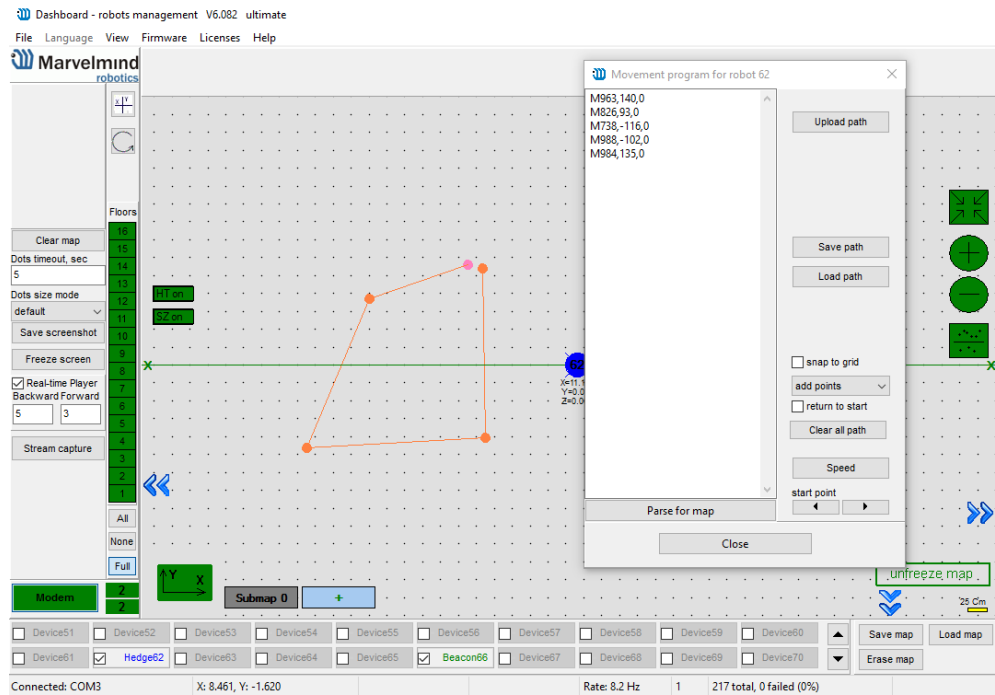 Dashboard - robots management V6.082 ultimate
File Language View Firmware Licenses Help
Marvelmind
robotics
X Y
Floors
16
15
14
13
12
11
10
9
8
7
6
5
4
3
2
1
All
None
Full
2
2
Clear map
Dots timeout, sec
5
Dots size mode
default
Save screenshot
Freeze screen
Real-time Player
Backward Forward
5 3
Stream capture
Modem
HT on
SZ on
X
62
X=11.1
Y=0.0
Z=0.0
X
Y X
Submap 0 +
Movement program for robot 62
M963,140,0
M826,93,0
M738,-116,0
M988,-102,0
M984,135,0
Upload path
Save path
Load path
snap to grid
add points
return to start
Clear all path
Speed
start point
Parse for map
Close
unfreeze map
25 Cm
Device51 Device52 Device53 Device54 Device55 Device56 Device57 Device58 Device59 Device60
Device61 Hedge62 Device63 Device64 Device65 Beacon66 Device67 Device68 Device69 Device70
Save map Load map
Erase map
Connected: COM3 X: 8.461, Y: -1.620 Rate: 8.2 Hz 1 217 total, 0 failed (0%)